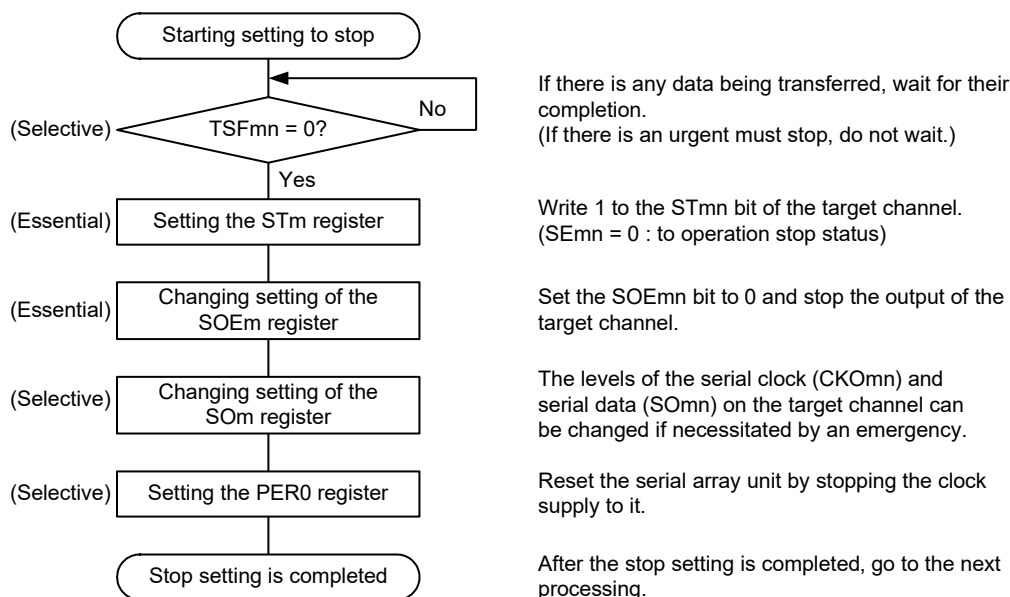 Starting setting to stop
If there is any data being transferred, wait for their
completion.
(If there is an urgent must stop, do not wait.)
(Selective)
TSFmn = 0?
No
Yes
(Essential)
Setting the STm register
Write 1 to the STmn bit of the target channel.
(SEmn = 0 : to operation stop status)
(Essential)
Changing setting of the
SOEm register
Set the SOEmn bit to 0 and stop the output of the
target channel.
(Selective)
Changing setting of the
SOm register
The levels of the serial clock (CKOmn) and
serial data (SOmn) on the target channel can
be changed if necessitated by an emergency.
(Selective)
Setting the PER0 register
Reset the serial array unit by stopping the clock
supply to it.
Stop setting is completed
After the stop setting is completed, go to the next
processing.